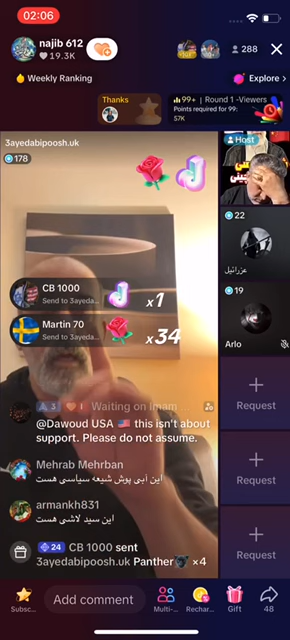 02:06
najib 612
19.3K
288
Weekly Ranking
Explore >
Thanks
99+ | Round 1 -Viewers
Points required for 99:
57K
3ayedabipoosh.uk
178
Host
22
عزرائیل
CB 1000
Send to 3ayeda...
x1
Martin 70
Send to 3ayeda...
x34
19
Arlo
3 1 Waiting on Imam ...
@Dawoud USA 🇺🇸 this isn't about
support. Please do not assume.
+
Request
Mehrab Mehrban
این آبی پوش شیعه سیاسی هست
+
Request
armankh831
این سید لاشی هست
24 CB 1000 sent
3ayedabipoosh.uk Panther x4
+
Request
Subsc...
Add comment
Multi-...
Rechar...
Gift
48